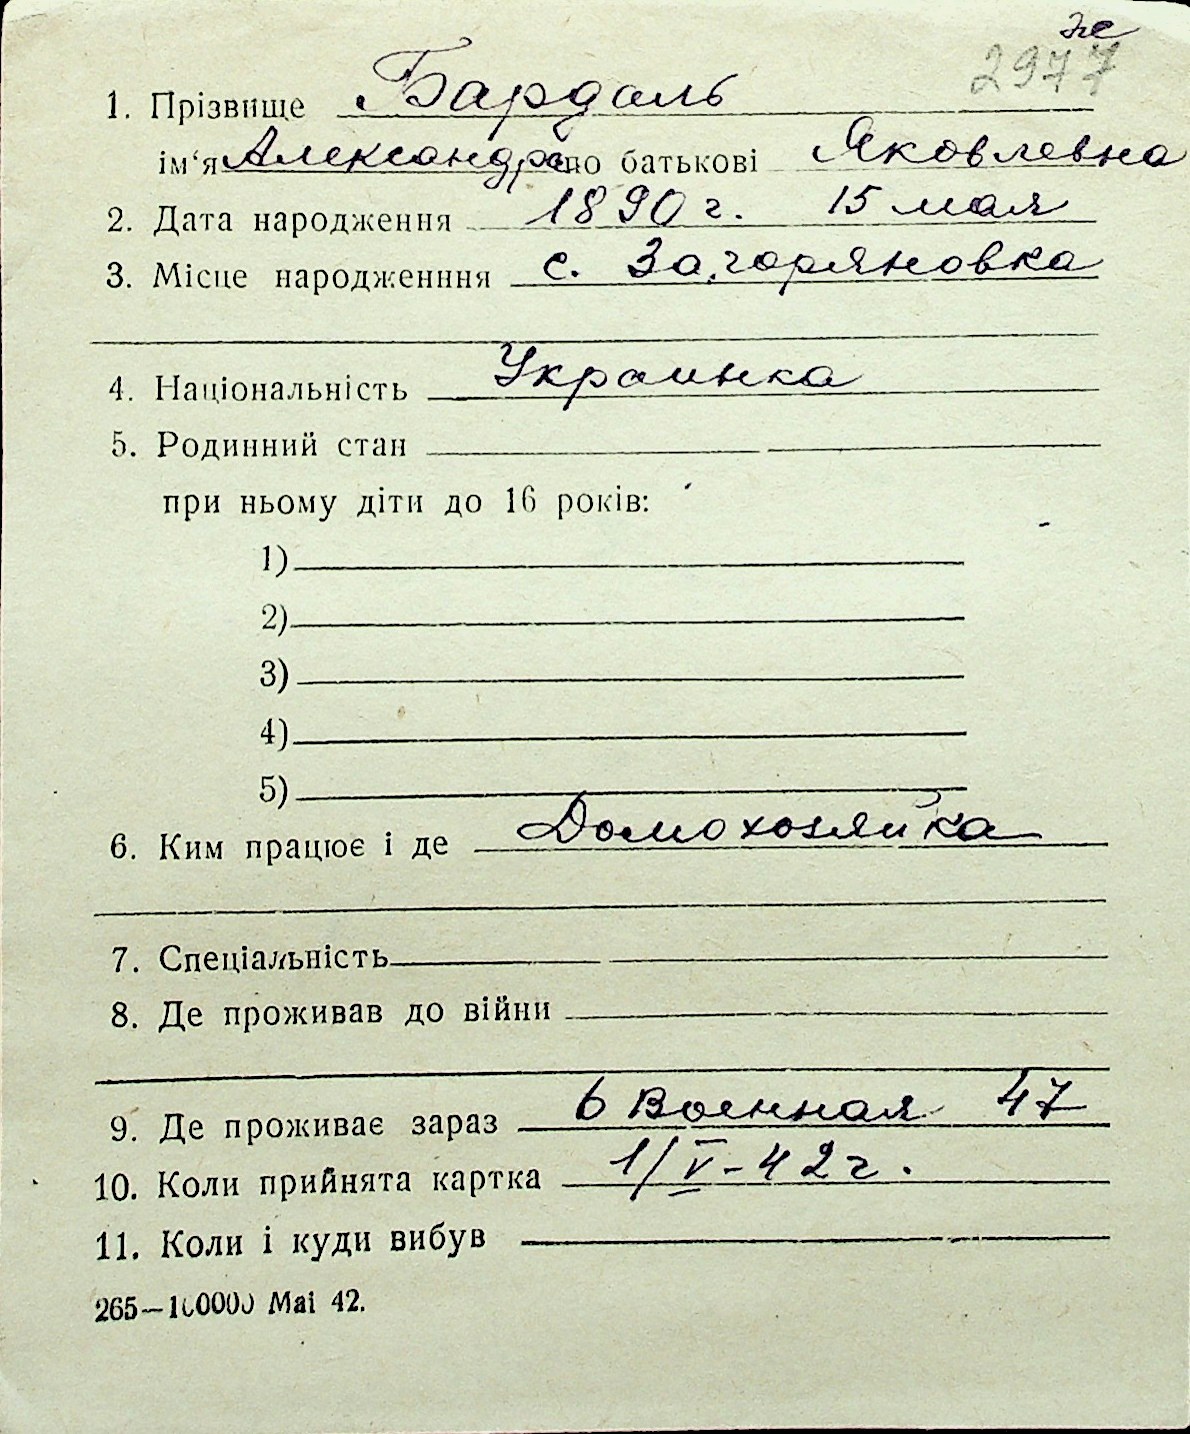 же
2977
1. Прізвище Бардаль
ім‘я Александра по батькові Яковлевна
2. Дата народження 1890 г. 15 мая
3. Місце народженння с. Загоряновка
4. Національність Украинка
5. Родинний стан
при ньому діти до 16 років:
1)
2)
3)
4)
5)
6. Ким працює і де Домохозяйка
7. Спеціальність
8. Де проживав до війни
9. Де проживає зараз 6 Военная 47
10. Коли прийнята картка 1/V-42 г.
11. Коли і куди вибув
265—100000 Mai 42.